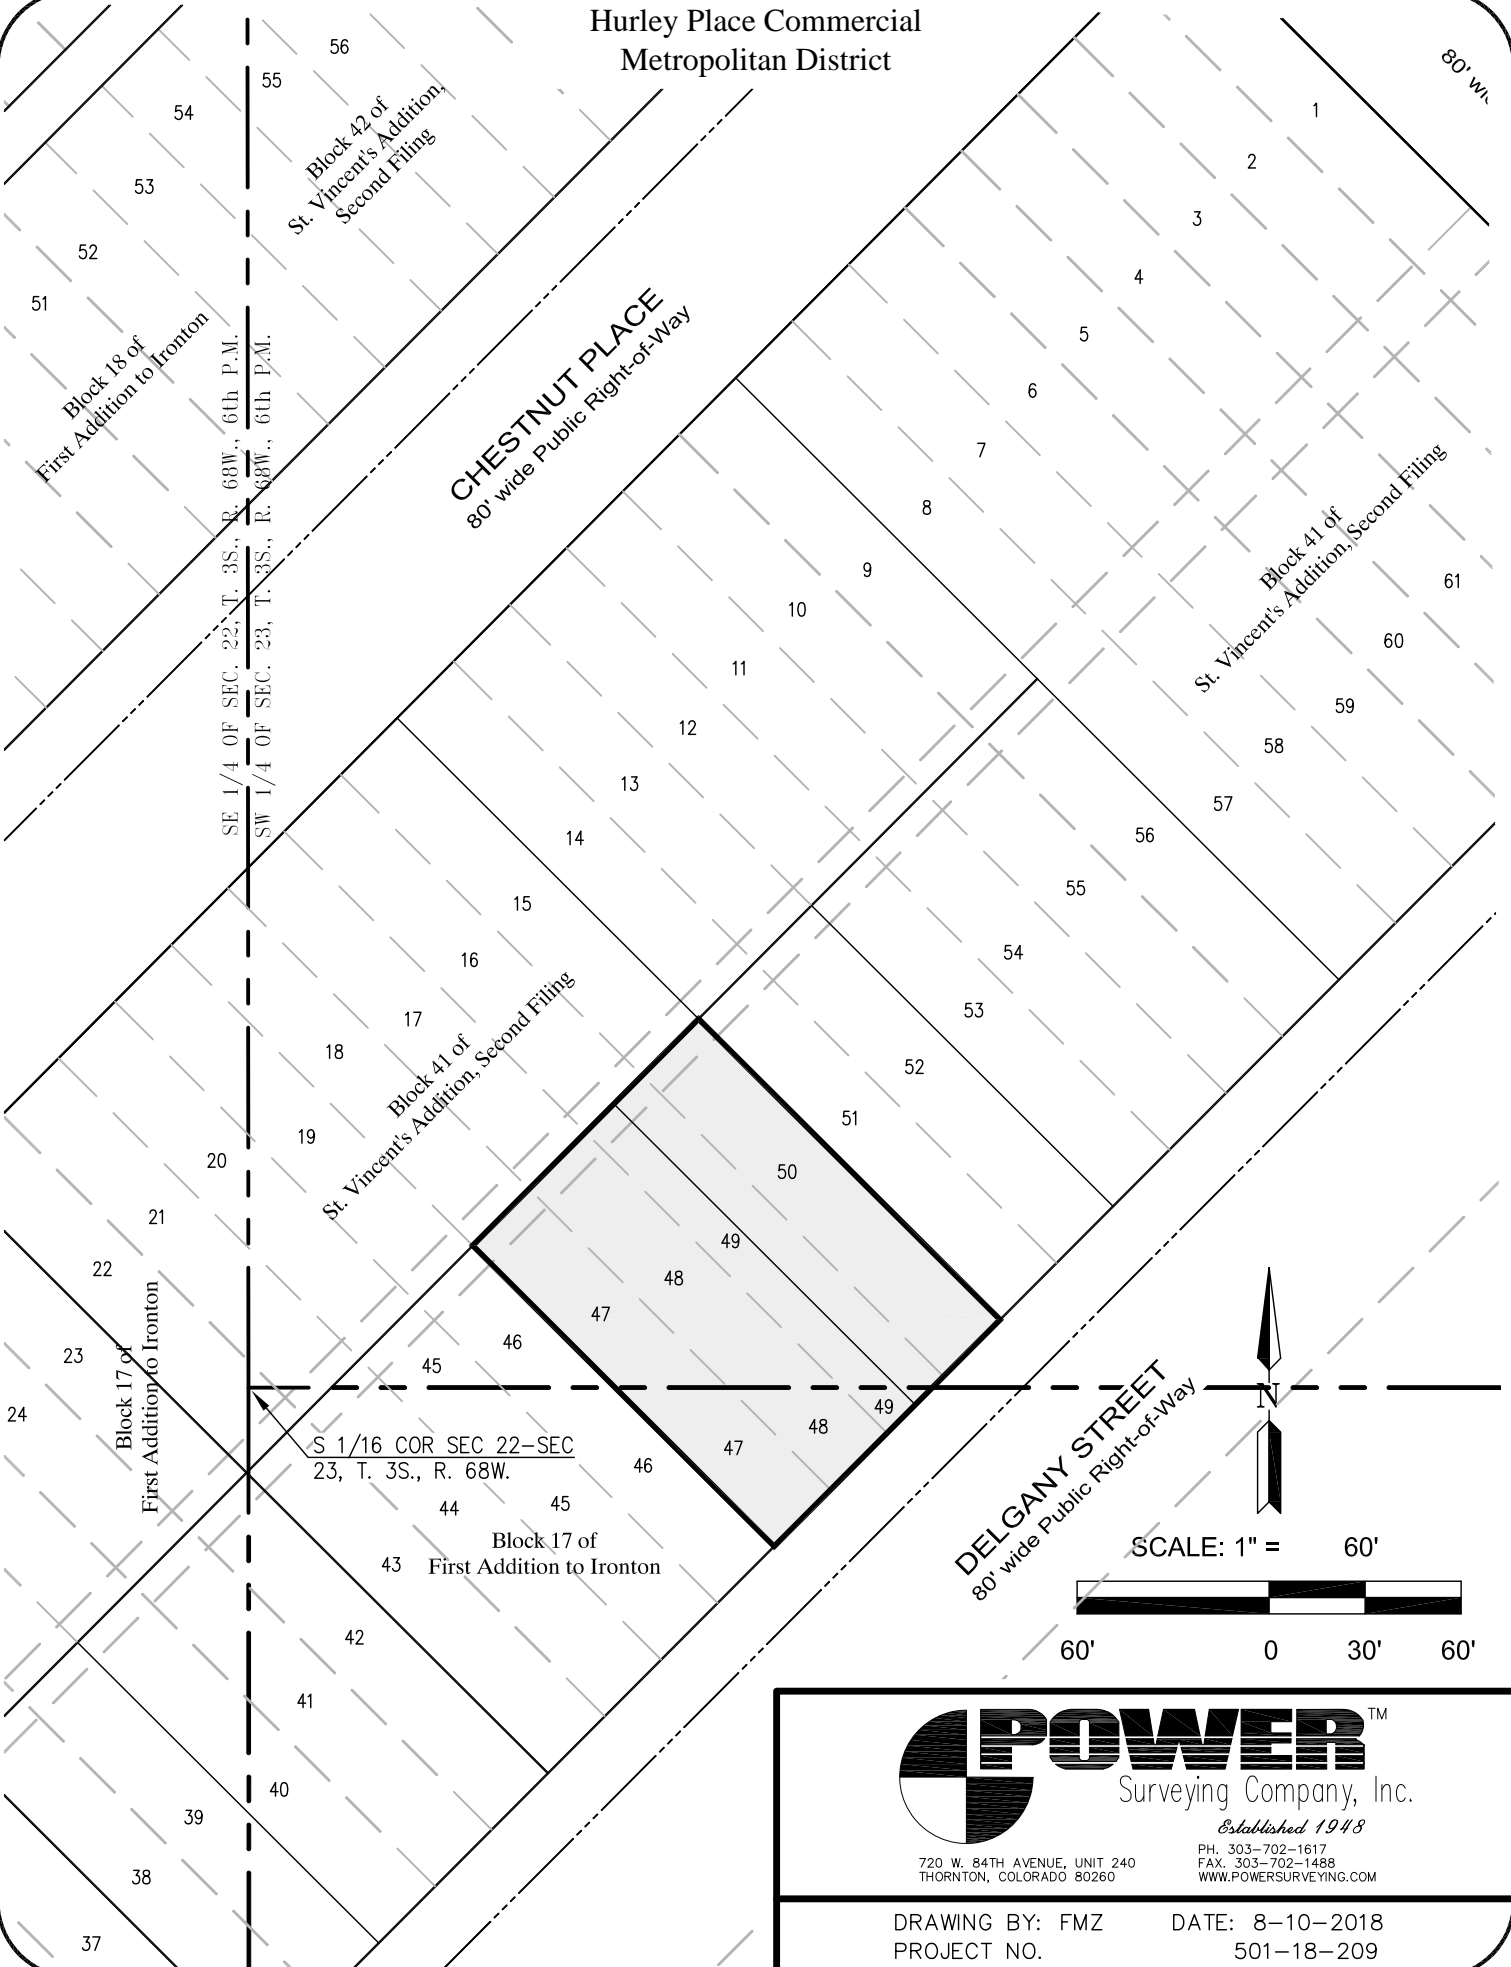 Hurley Place Commercial
Metropolitan District
56
55
54
53
52
51
Block 42 of
St. Vincent's Addition,
Second Filing
Block 18 of
First Addition to Ironton
SE 1/4 OF SEC. 22, T. 3S., R. 68W., 6th P.M.
SW 1/4 OF SEC. 23, T. 3S., R. 68W., 6th P.M.
CHESTNUT PLACE
80' wide Public Right-of-Way
80'
1
2
3
4
5
6
7
8
9
10
11
12
13
14
15
16
17
18
19
20
21
22
23
24
Block 41 of
St. Vincent's Addition, Second Filing
61
60
59
58
57
56
55
54
53
52
51
50
49
48
47
46
45
Block 41 of
St. Vincent's Addition, Second Filing
Block 17 of
First Addition to Ironton
S 1/16 COR SEC 22-SEC
23, T. 3S., R. 68W.
49
48
47
46
45
44
43
42
41
40
39
38
37
Block 17 of
First Addition to Ironton
DELGANY STREET
80' wide Public Right-of-Way
N
SCALE: 1" = 60'
60' 0 30' 60'
POWER™
Surveying Company, Inc.
Established 1948
720 W. 84TH AVENUE, UNIT 240
THORNTON, COLORADO 80260
PH. 303-702-1617
FAX. 303-702-1488
WWW.POWERSURVEYING.COM
DRAWING BY: FMZ DATE: 8-10-2018
PROJECT NO. 501-18-209